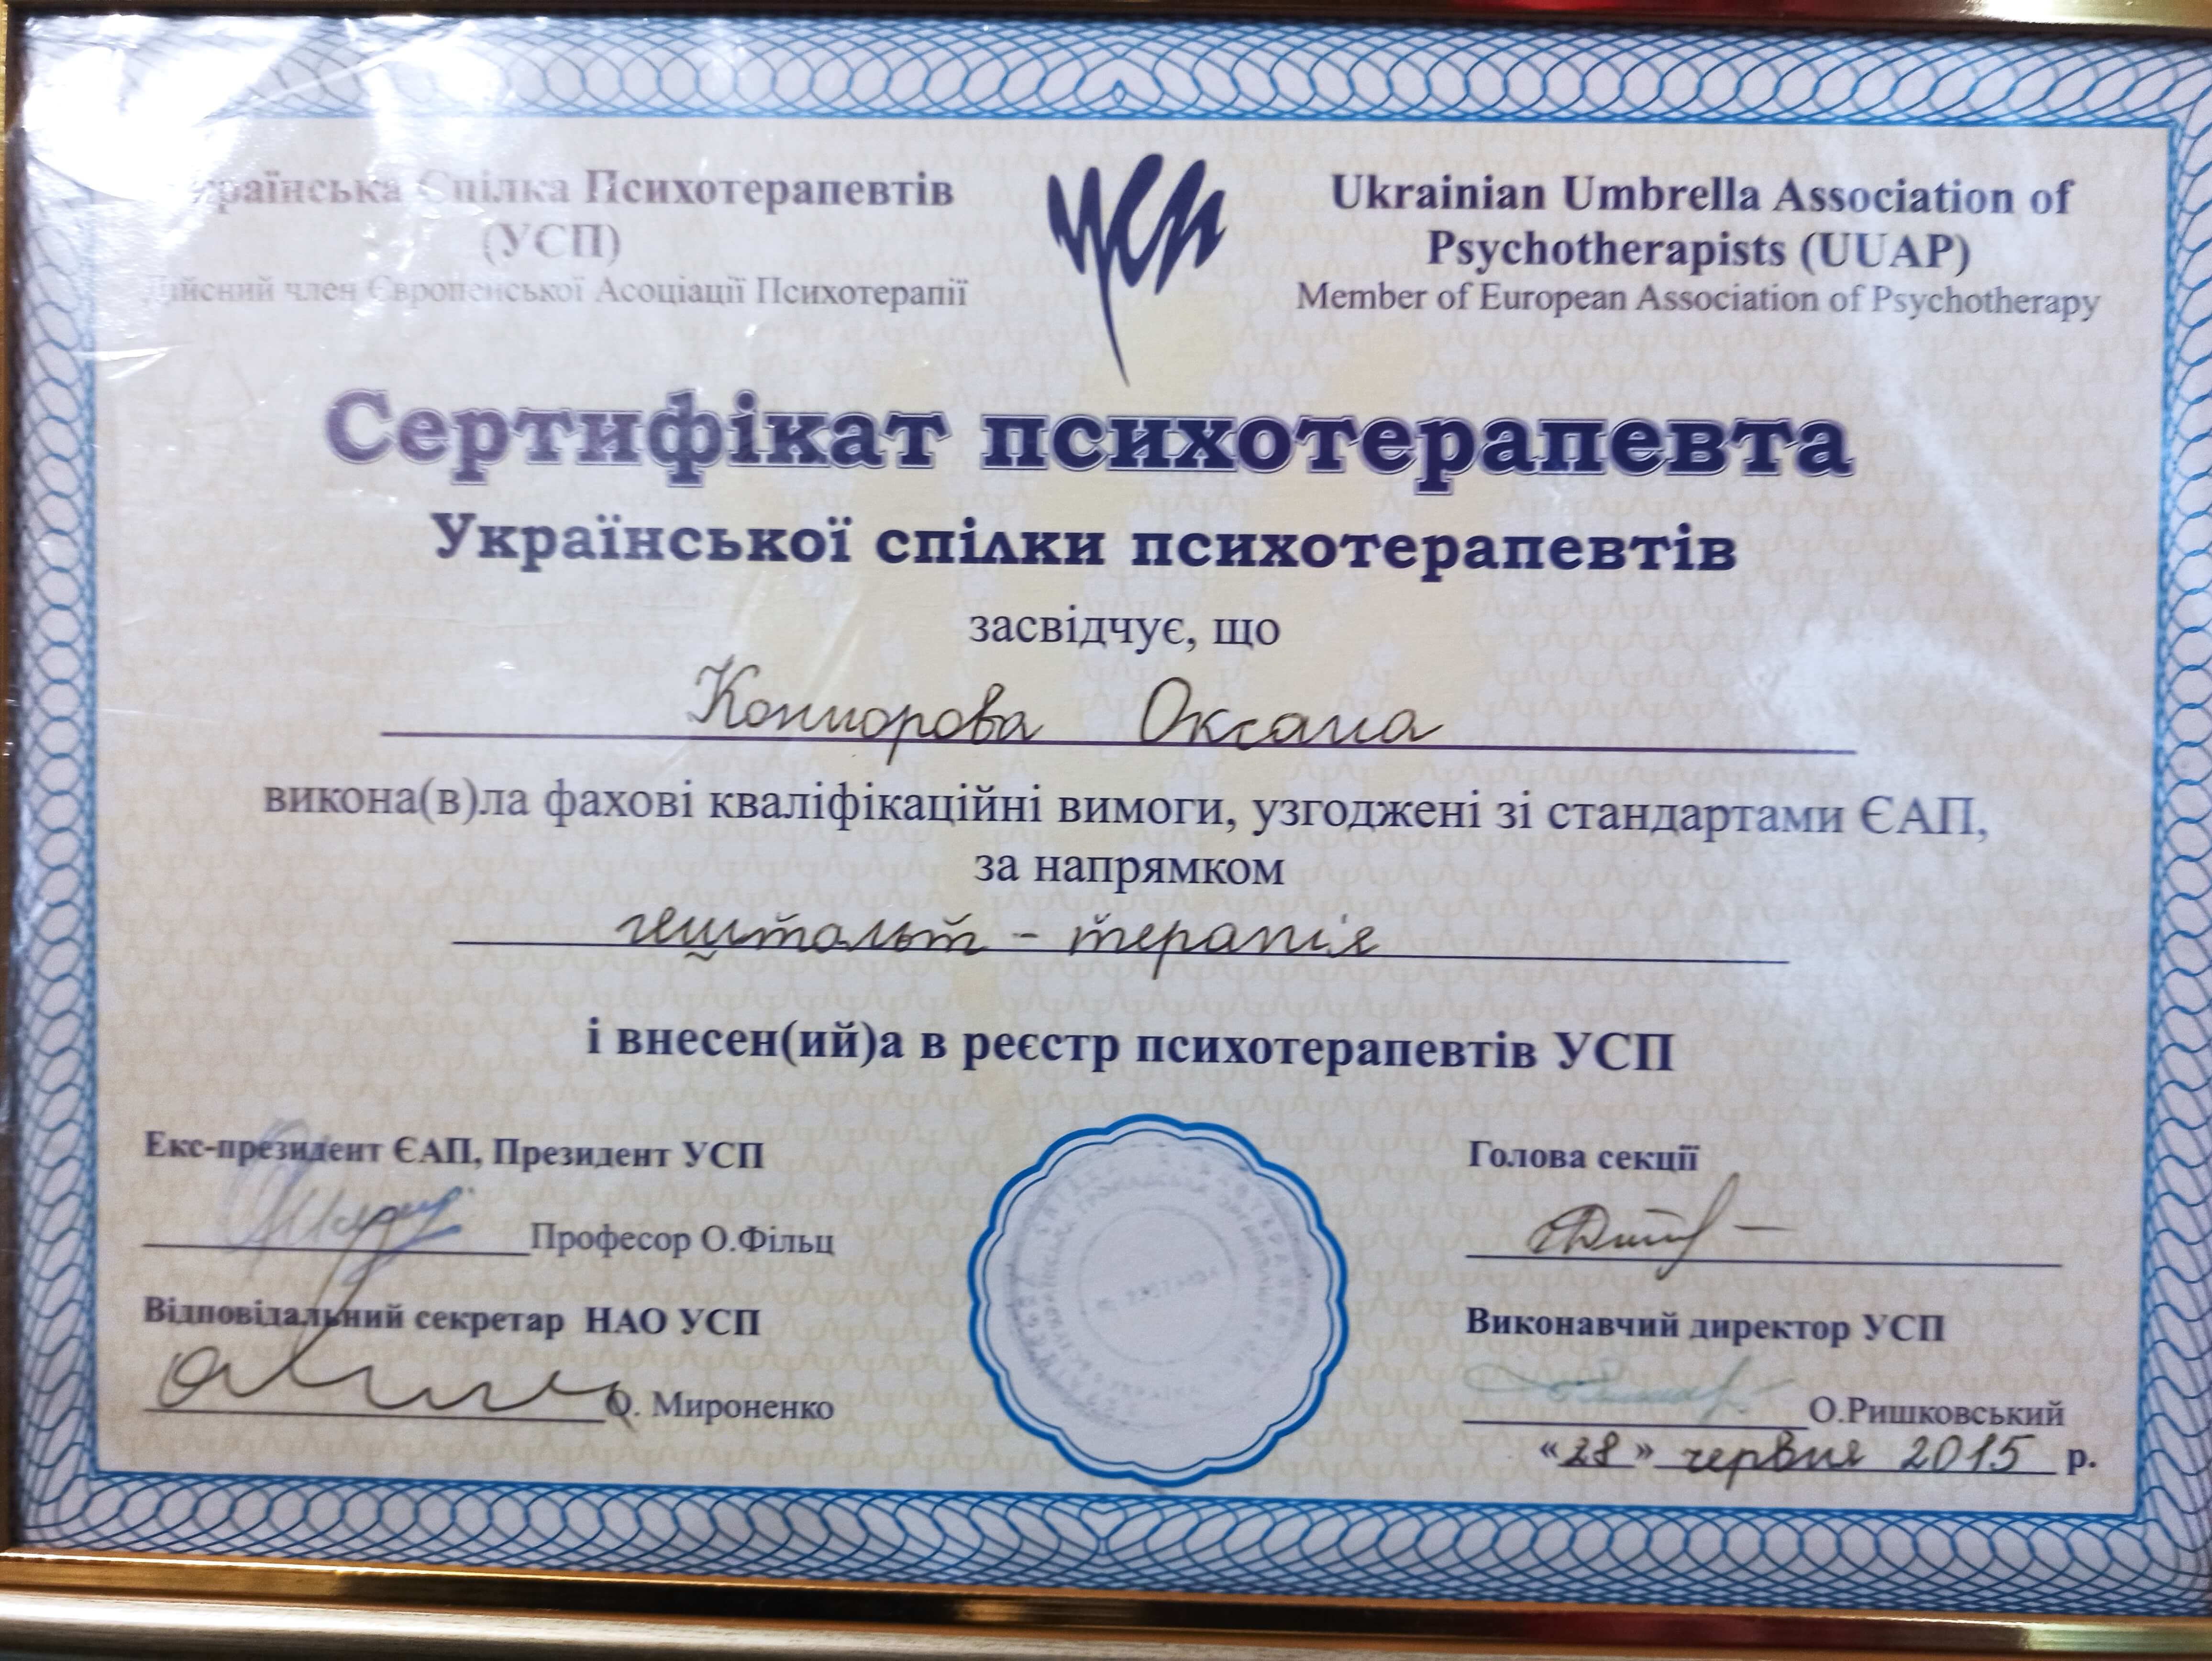 Українська Спілка Психотерапевтів
(УСП)
Дійсний член Європейської Асоціації Психотерапії
усп
Ukrainian Umbrella Association of
Psychotherapists (UUAP)
Member of European Association of Psychotherapy
Сертифікат психотерапевта
Української спілки психотерапевтів
засвідчує, що
Оксана
викона(в)ла фахові кваліфікаційні вимоги, узгоджені зі стандартами ЄАП,
за напрямком
гештальт - терапія
і внесен(ий)а в реєстр психотерапевтів УСП
Екс-президент ЄАП, Президент УСП
Професор О.Фільц
Відповідальний секретар НАО УСП
О. Мироненко
Голова секції
Виконавчий директор УСП
О.Ришковський
«28» червня 2015 р.